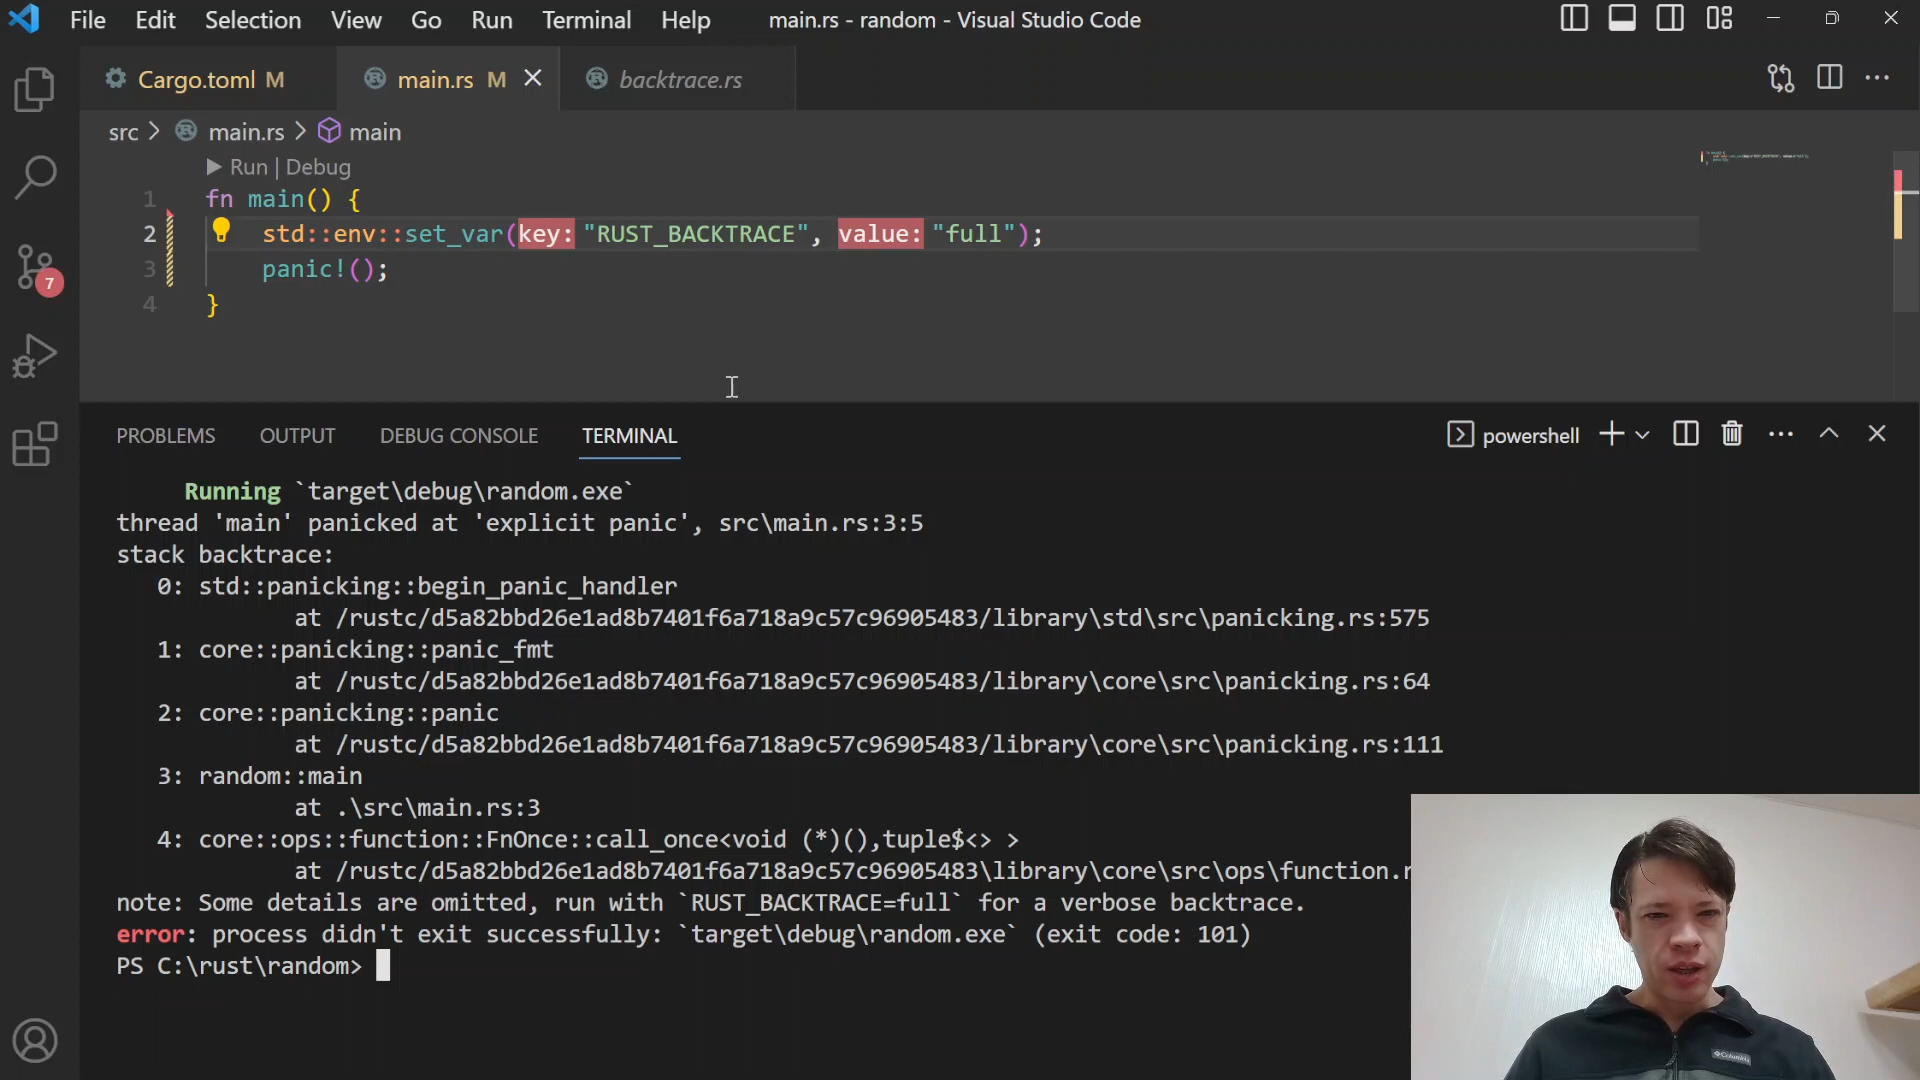 File Edit Selection View Go Run Terminal Help main.rs - random - Visual Studio Code
Cargo.toml M main.rs M backtrace.rs
src > main.rs > main
Run | Debug
1 fn main() {
2 std::env::set_var(key: "RUST_BACKTRACE", value: "full");
3 panic!();
4 }
7
PROBLEMS OUTPUT DEBUG CONSOLE TERMINAL powershell
Running `target\debug\random.exe`
thread 'main' panicked at 'explicit panic', src\main.rs:3:5
stack backtrace:
0: std::panicking::begin_panic_handler
at /rustc/d5a82bbd26e1ad8b7401f6a718a9c57c96905483/library\std\src\panicking.rs:575
1: core::panicking::panic_fmt
at /rustc/d5a82bbd26e1ad8b7401f6a718a9c57c96905483/library\core\src\panicking.rs:64
2: core::panicking::panic
at /rustc/d5a82bbd26e1ad8b7401f6a718a9c57c96905483/library\core\src\panicking.rs:111
3: random::main
at .\src\main.rs:3
4: core::ops::function::FnOnce::call_once<void (*)(),tuple$<> >
at /rustc/d5a82bbd26e1ad8b7401f6a718a9c57c96905483\library\core\src\ops\function.r
note: Some details are omitted, run with `RUST_BACKTRACE=full` for a verbose backtrace.
error: process didn't exit successfully: `target\debug\random.exe` (exit code: 101)
PS C:\rust\random>
Columbia